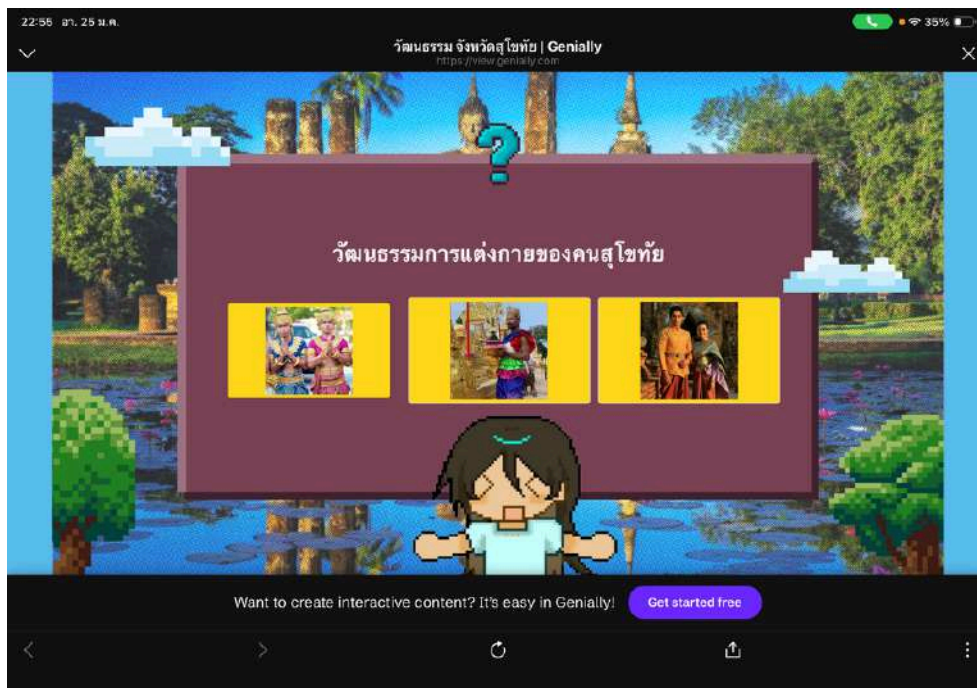 22:55 อา. 25 ม.ค.
35%
วัฒนธรรม จังหวัดสุโขทัย | Genially
https://view.genially.com
?
วัฒนธรรมการแต่งกายของคนสุโขทัย
Want to create interactive content? It's easy in Genially!
Get started free